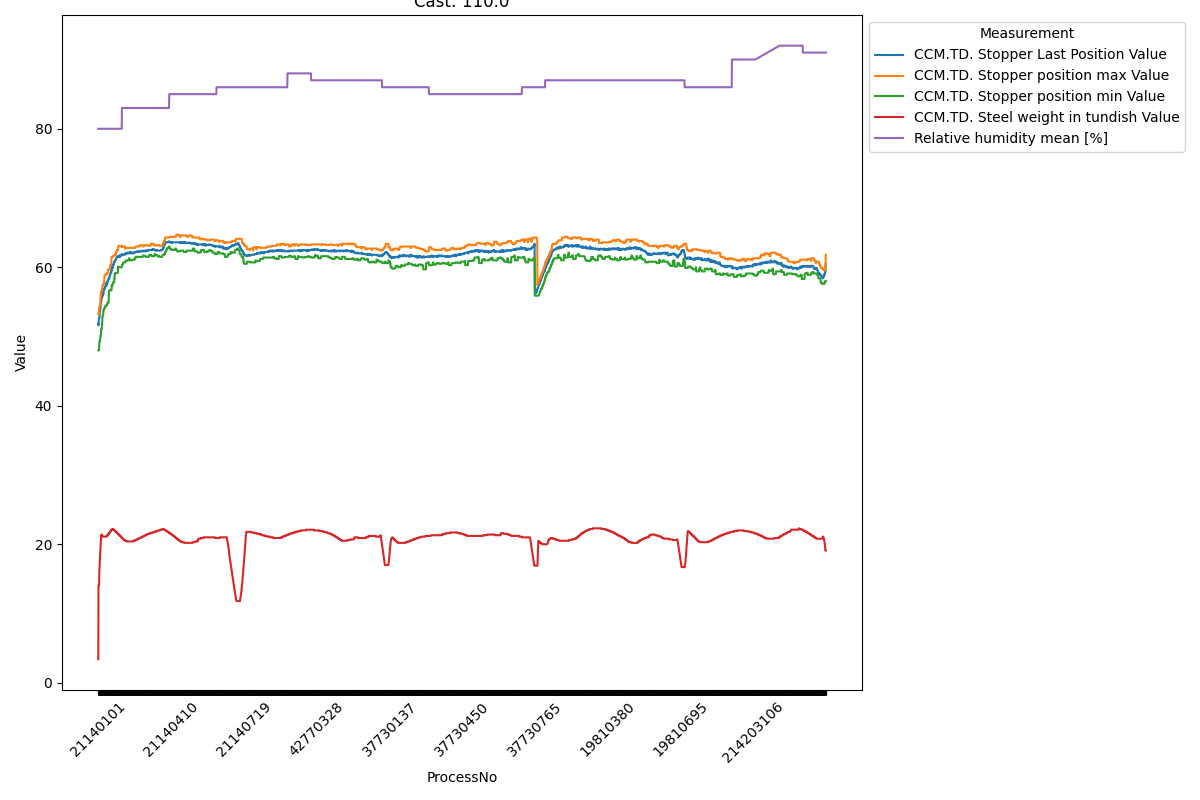 Cast: 110.0
Measurement
CCM.TD. Stopper Last Position Value
CCM.TD. Stopper position max Value
CCM.TD. Stopper position min Value
CCM.TD. Steel weight in tundish Value
Relative humidity mean [%]
Value
80
60
40
20
0
21140101
21140410
21140719
42770328
37730137
37730450
37730765
19810380
19810695
214203106
ProcessNo